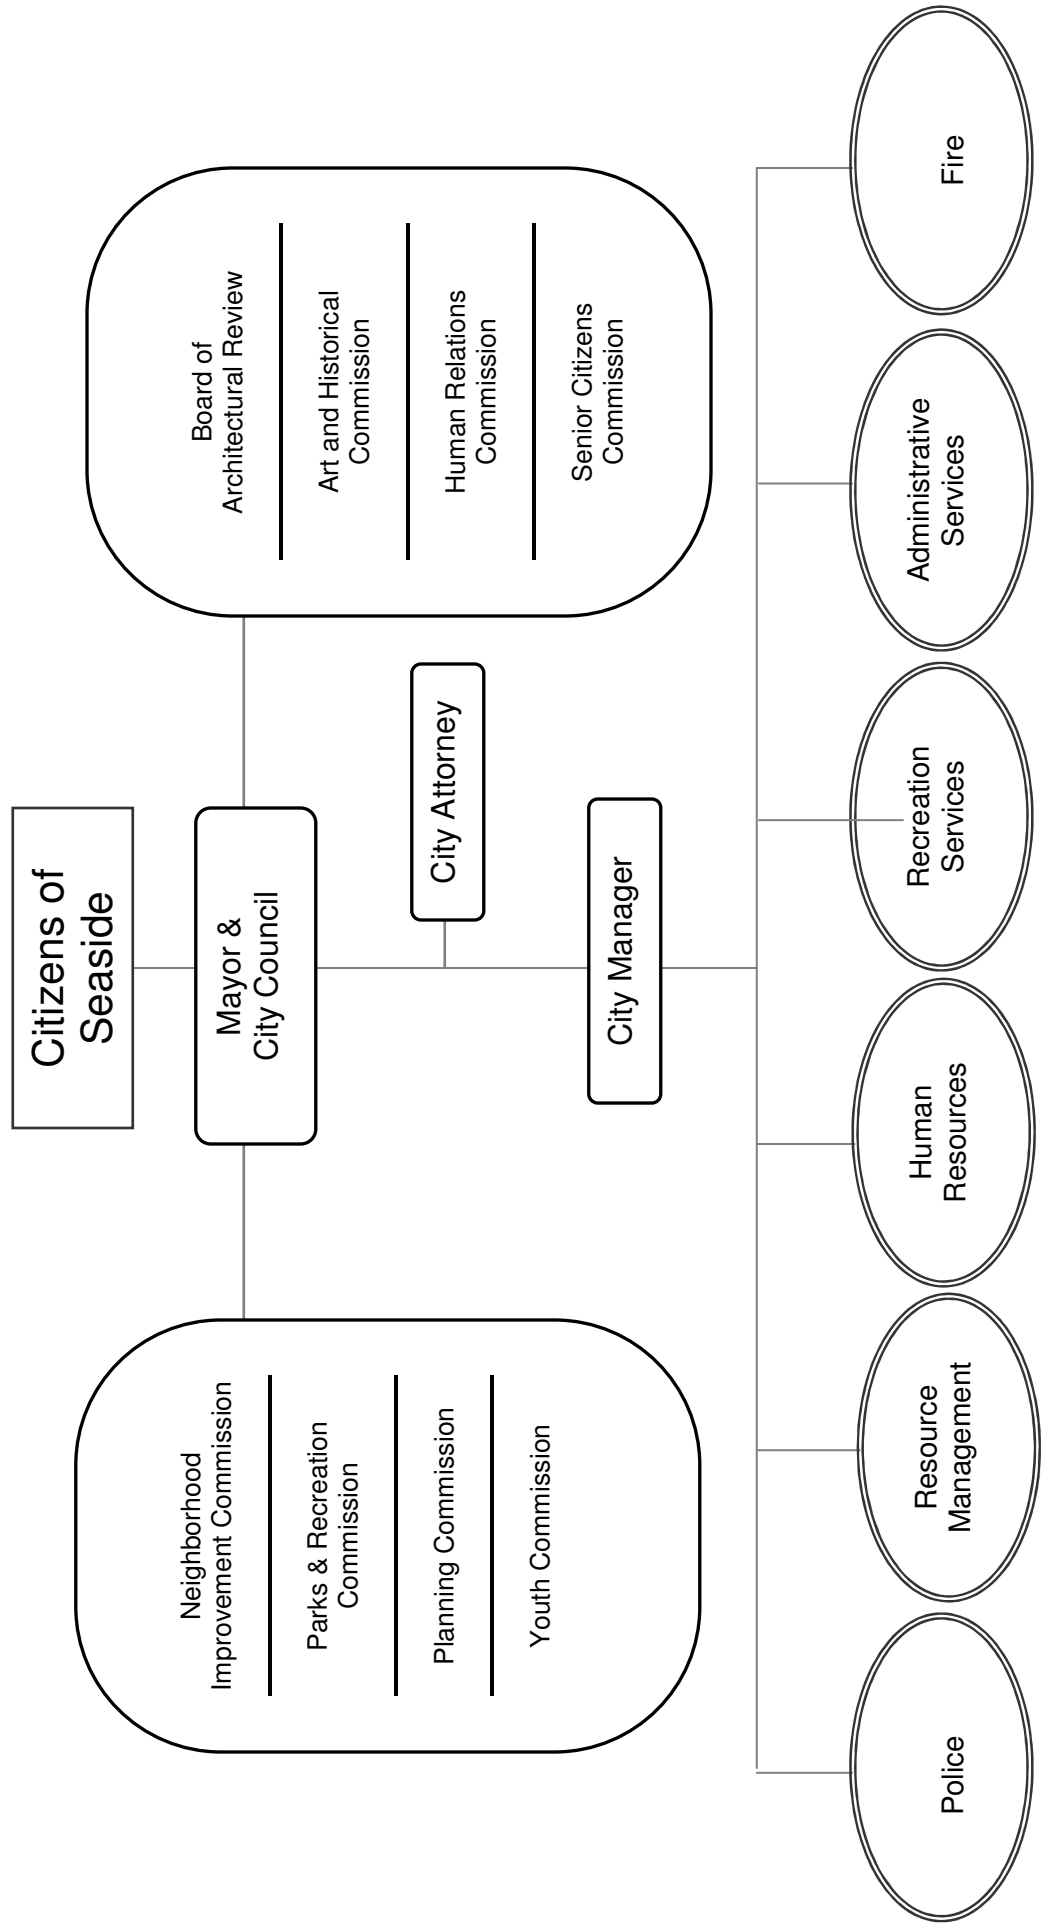 Citizens of
Seaside
Mayor &
City Council
Neighborhood
Improvement Commission
Parks & Recreation
Commission
Planning Commission
Youth Commission
Board of
Architectural Review
Art and Historical
Commission
Human Relations
Commission
Senior Citizens
Commission
City Attorney
City Manager
Police
Resource
Management
Human
Resources
Recreation
Services
Administrative
Services
Fire